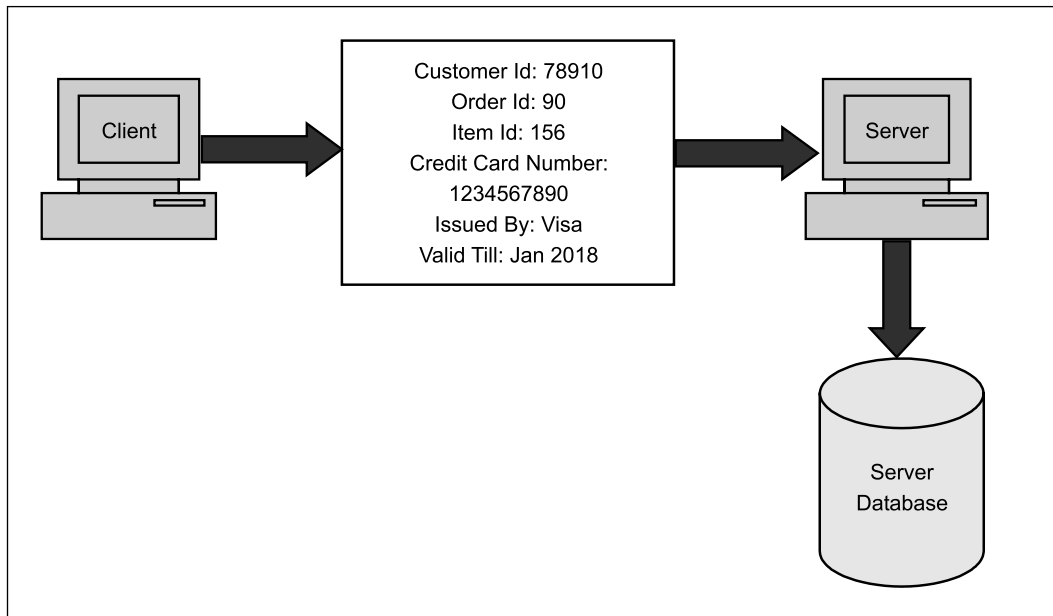 Client
Customer Id: 78910
Order Id: 90
Item Id: 156
Credit Card Number:
1234567890
Issued By: Visa
Valid Till: Jan 2018
Server
Server
Database